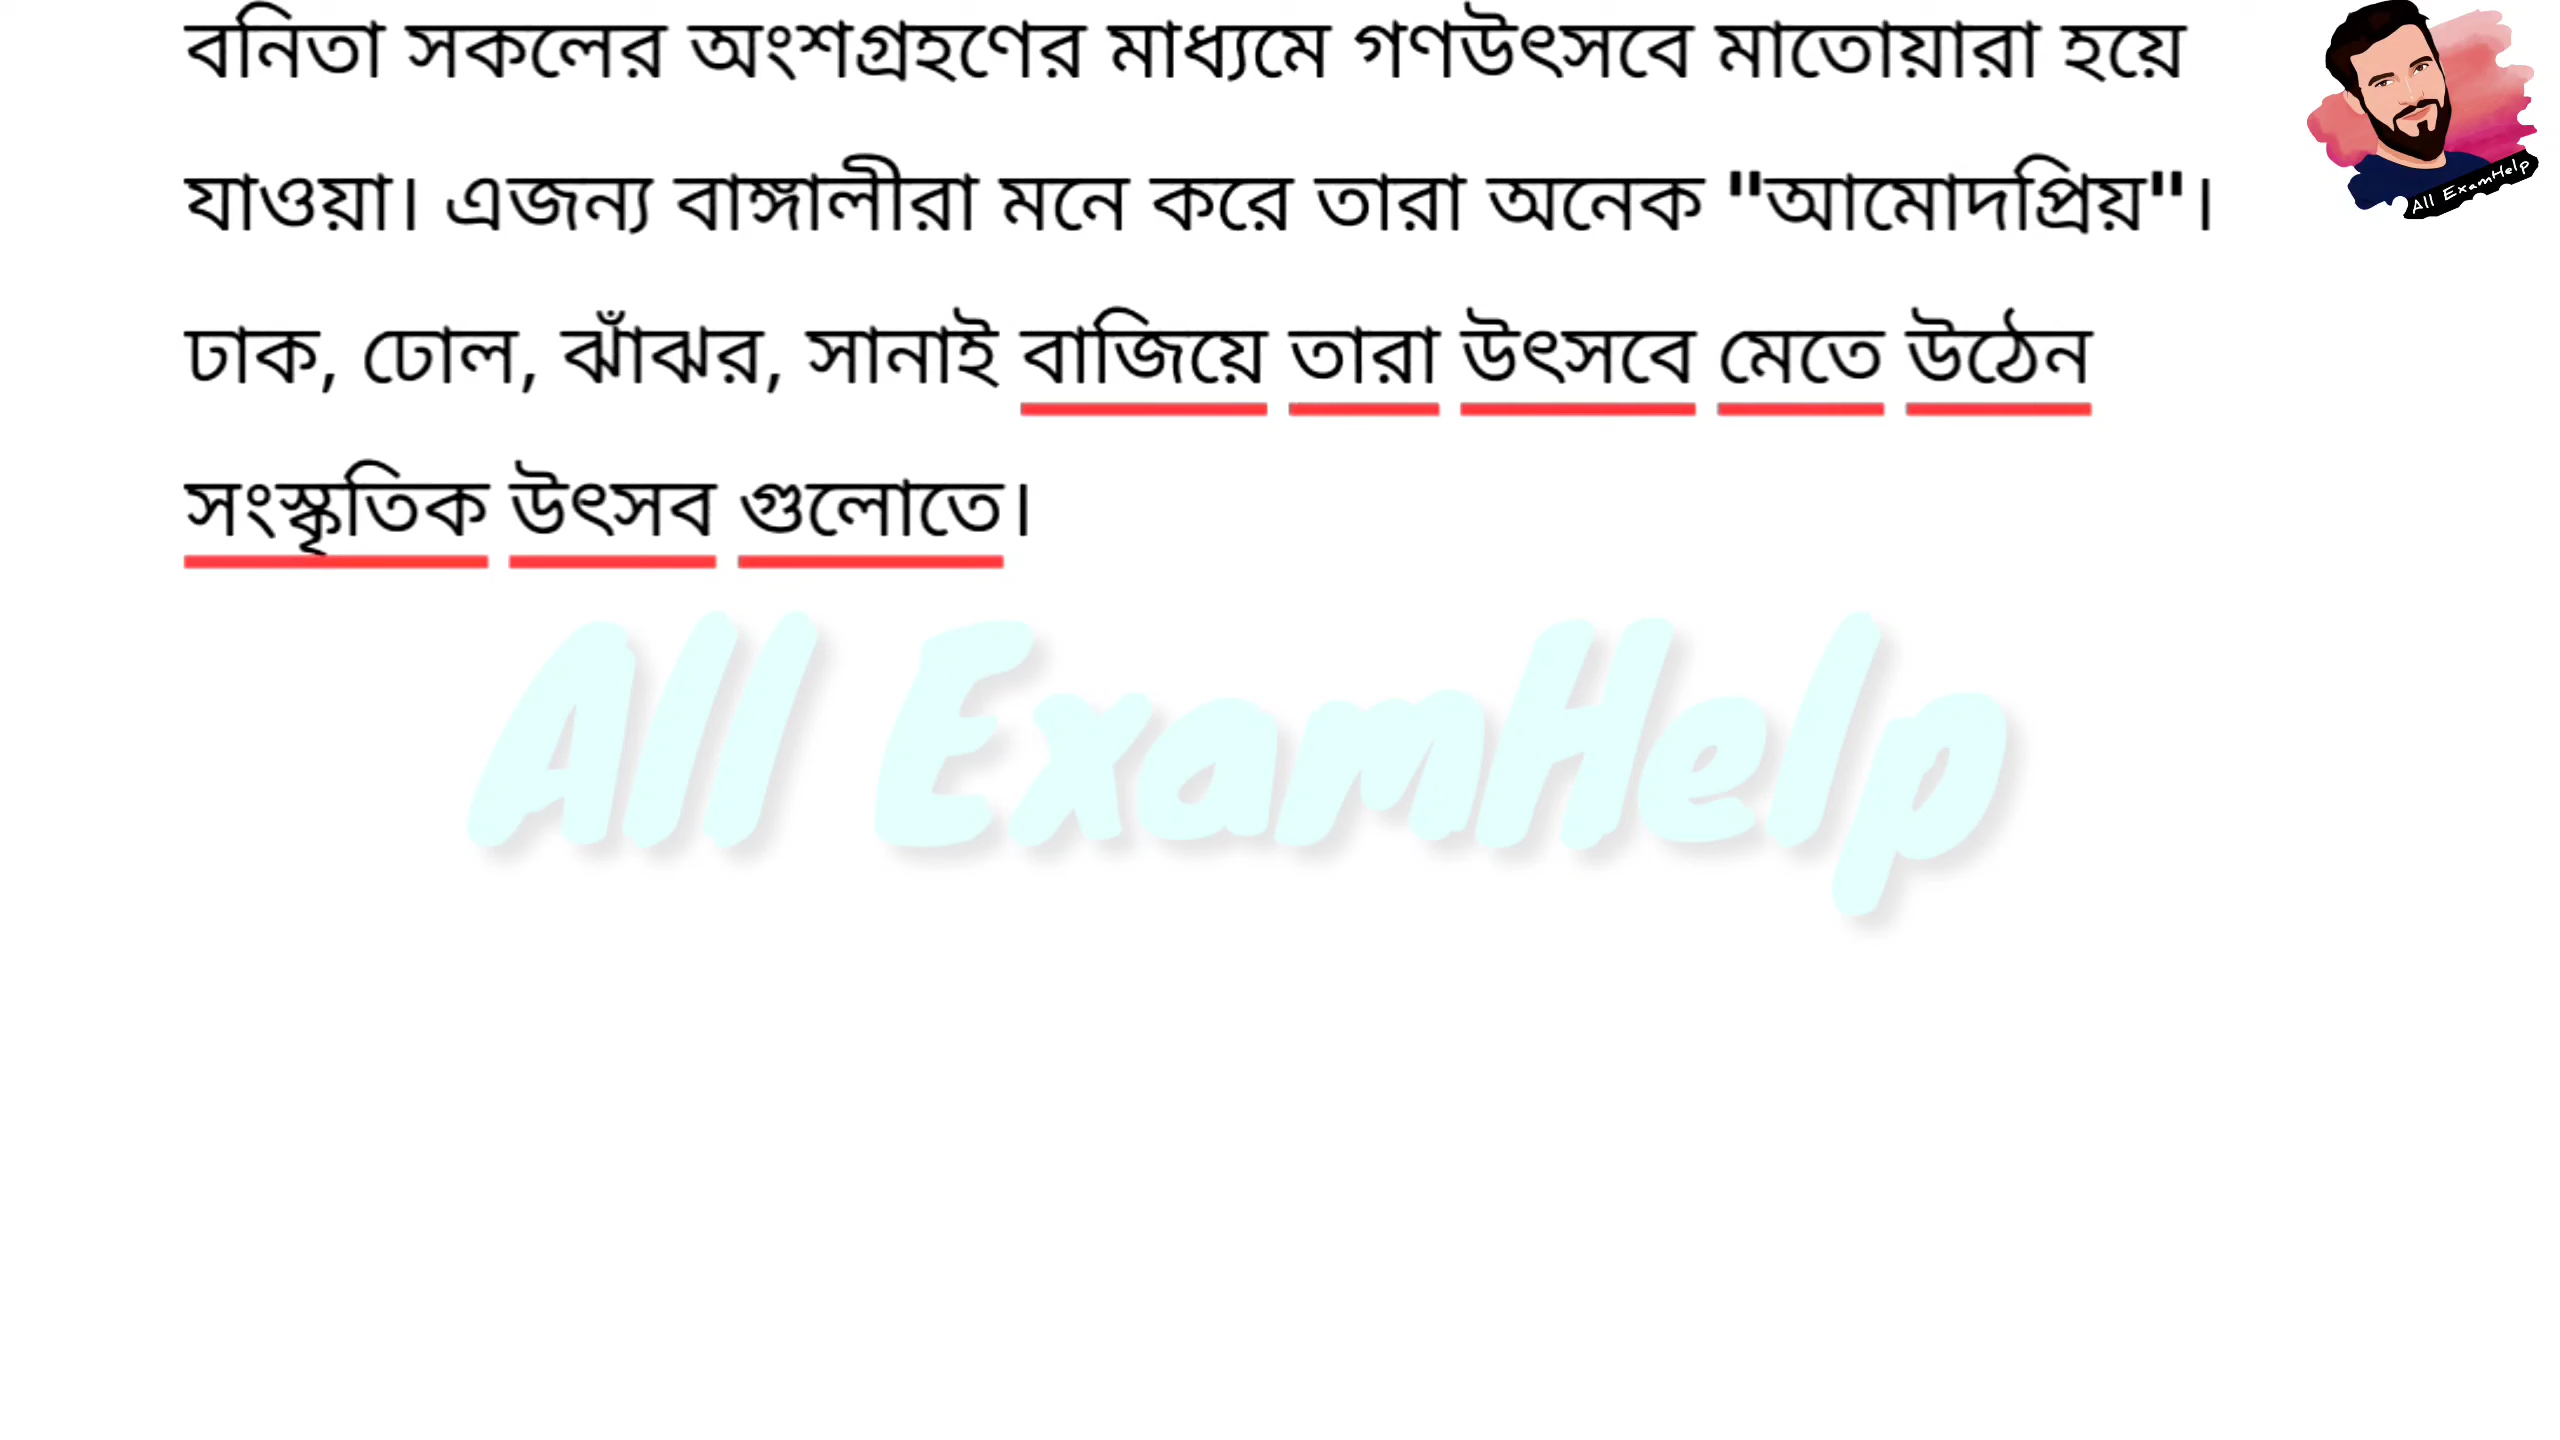 বনিতা সকলের অংশগ্রহণের মাধ্যমে গণউৎসবে মাতোয়ারা হয়ে
যাওয়া। এজন্য বাঙ্গালীরা মনে করে তারা অনেক "আমোদপ্রিয়"।
ঢাক, ঢোল, ঝাঁঝর, সানাই বাজিয়ে তারা উৎসবে মেতে উঠেন
সংস্কৃতিক উৎসব গুলোতে।
All ExamHelp
All ExamHelp